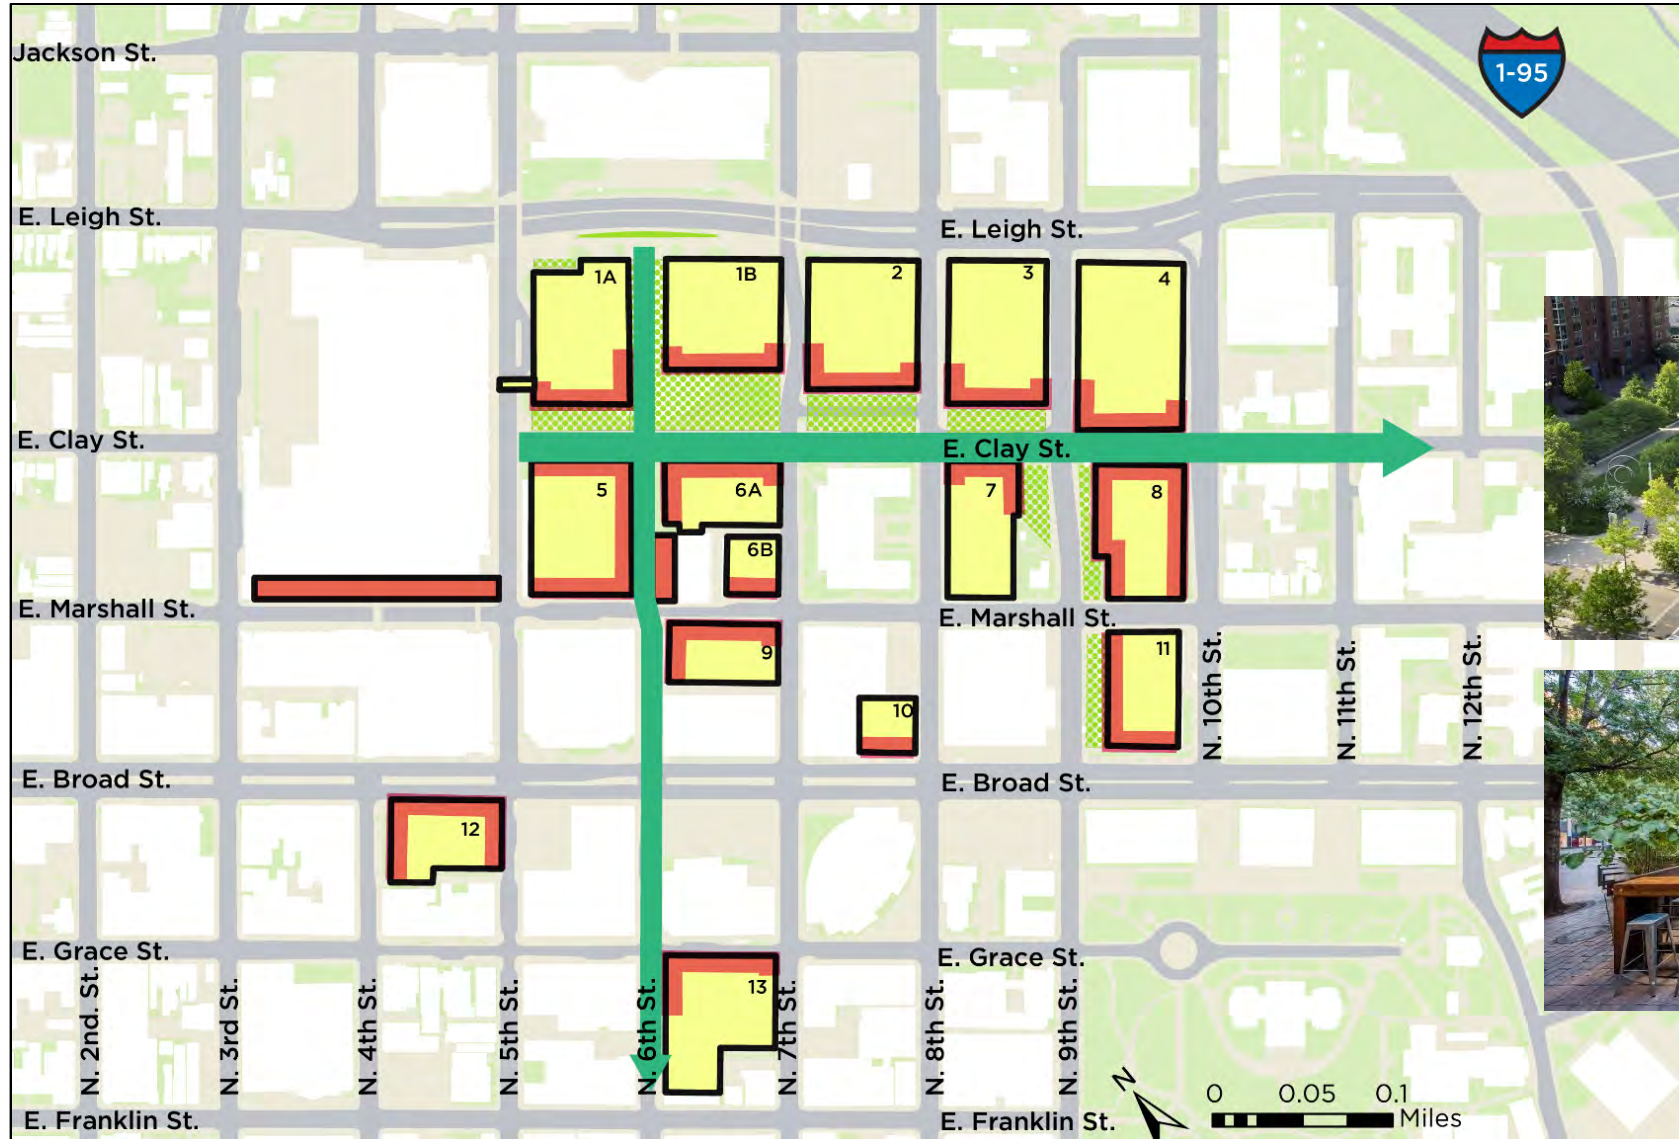 Jackson St.
1-95
E. Leigh St.
E. Leigh St.
1A
1B
2
3
4
E. Clay St.
E. Clay St.
5
6A
7
8
6B
E. Marshall St.
E. Marshall St.
9
11
10
N. 10th St.
N. 11th St.
N. 12th St.
E. Broad St.
E. Broad St.
12
E. Grace St.
E. Grace St.
13
N. 2nd. St.
N. 3rd St.
N. 4th St.
N. 5th St.
N. 6th St.
N. 7th St.
N. 8th St.
N. 9th St.
N
0 0.05 0.1
Miles
E. Franklin St.
E. Franklin St.